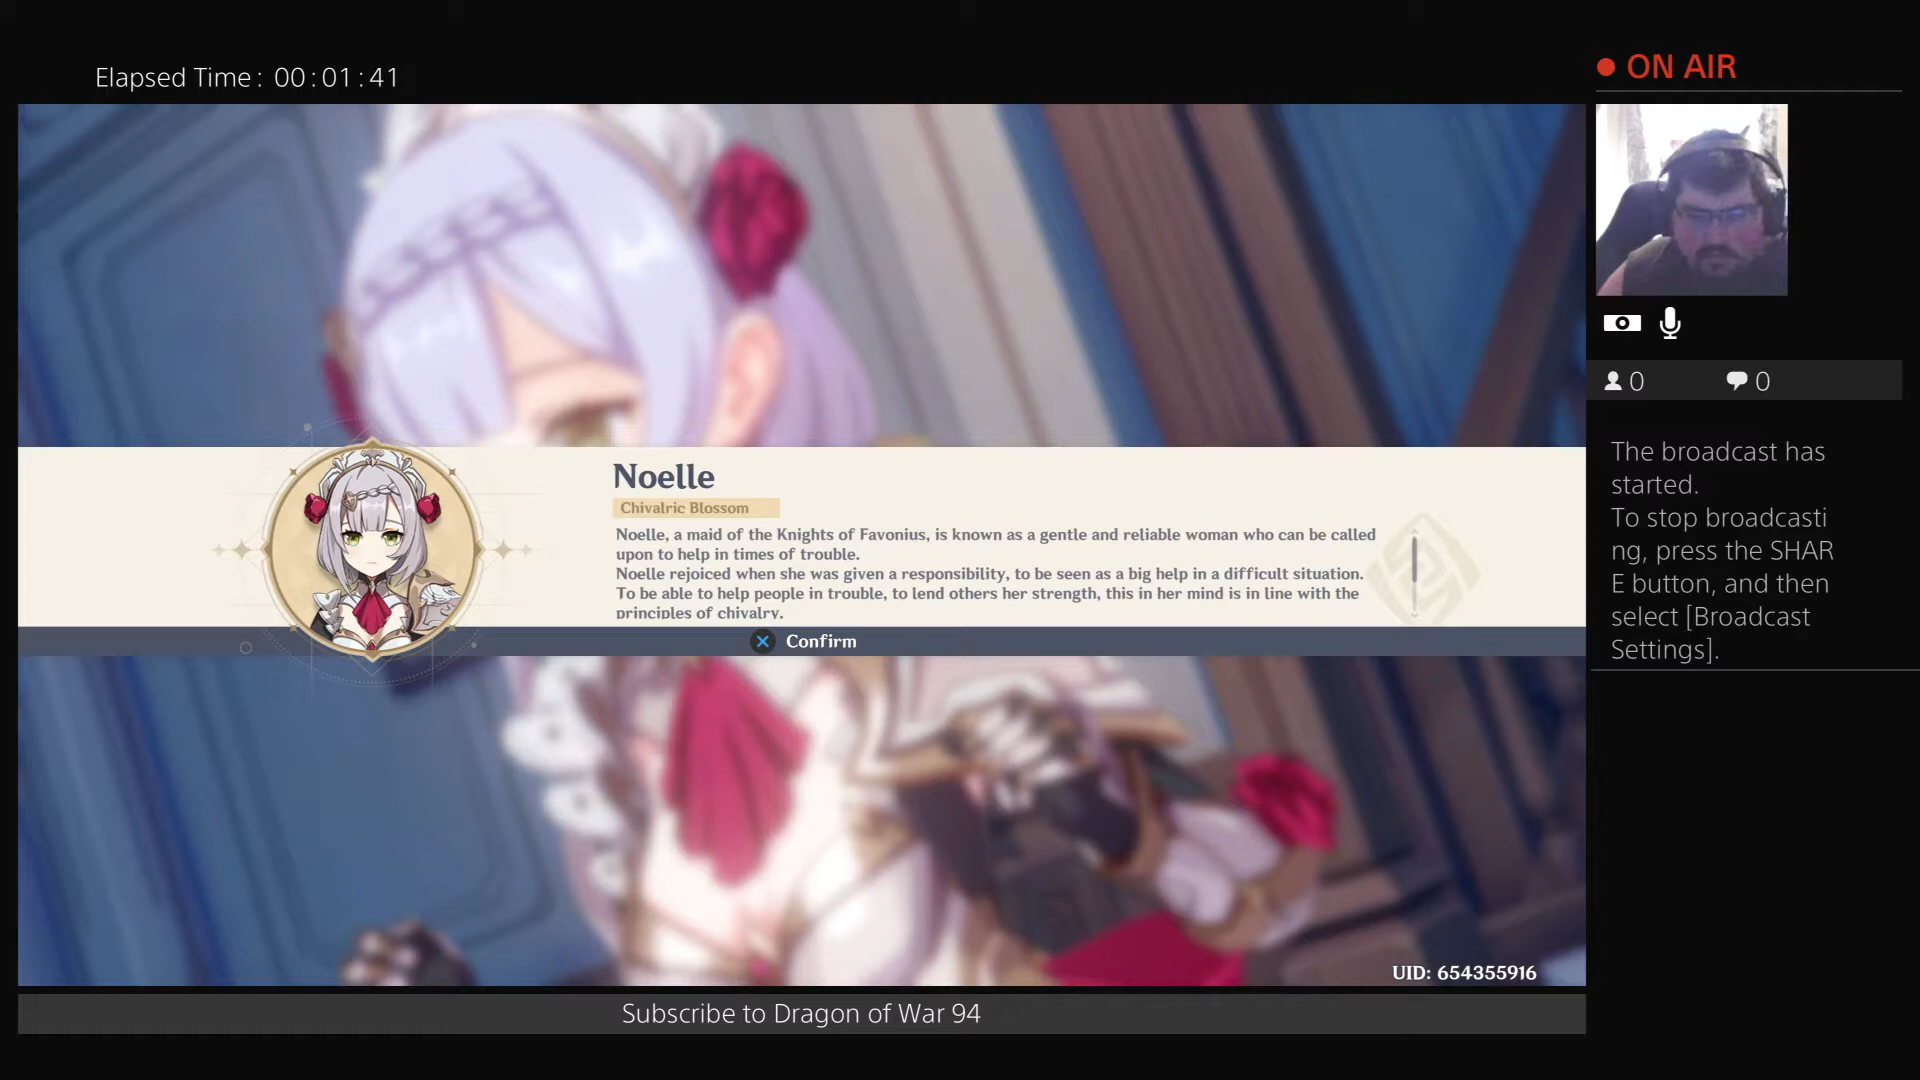 Elapsed Time: 00:01:41
ON AIR
0
0
The broadcast has
started.
To stop broadcasti
ng, press the SHAR
E button, and then
select [Broadcast
Settings].
Noelle
Chivalric Blossom
Noelle, a maid of the Knights of Favonius, is known as a gentle and reliable woman who can be called
upon to help in times of trouble.
Noelle rejoiced when she was given a responsibility, to be seen as a big help in a difficult situation.
To be able to help people in trouble, to lend others her strength, this in her mind is in line with the
principles of chivalry.
Confirm
UID: 654355916
Subscribe to Dragon of War 94